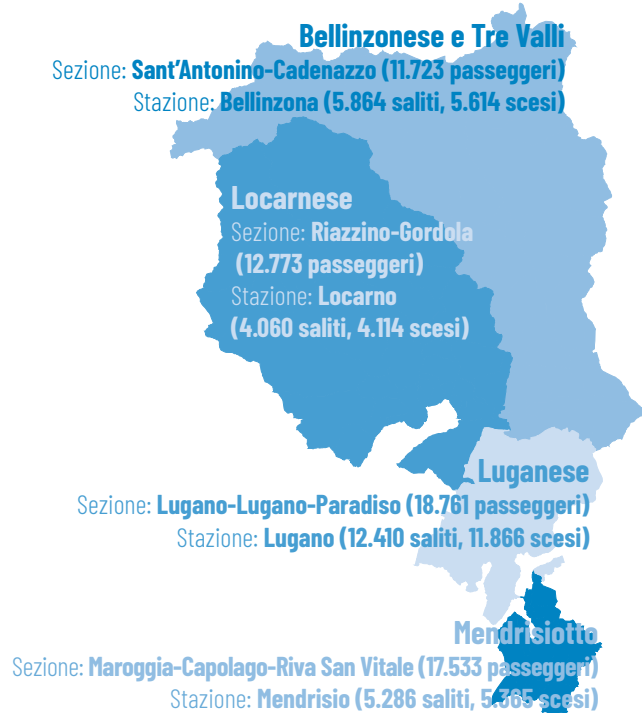 Bellinzonese e Tre Valli
Sezione: Sant'Antonino-Cadenazzo (11.723 passeggeri)
Stazione: Bellinzona (5.864 saliti, 5.614 scesi)
Locarnese
Sezione: Riazzino-Gordola
(12.773 passeggeri)
Stazione: Locarno
(4.060 saliti, 4.114 scesi)
Luganese
Sezione: Lugano-Lugano-Paradiso (18.761 passeggeri)
Stazione: Lugano (12.410 saliti, 11.866 scesi)
Mendrisiotto
Sezione: Maroggia-Capolago-Riva San Vitale (17.533 passeggeri)
Stazione: Mendrisio (5.286 saliti, 5.365 scesi)